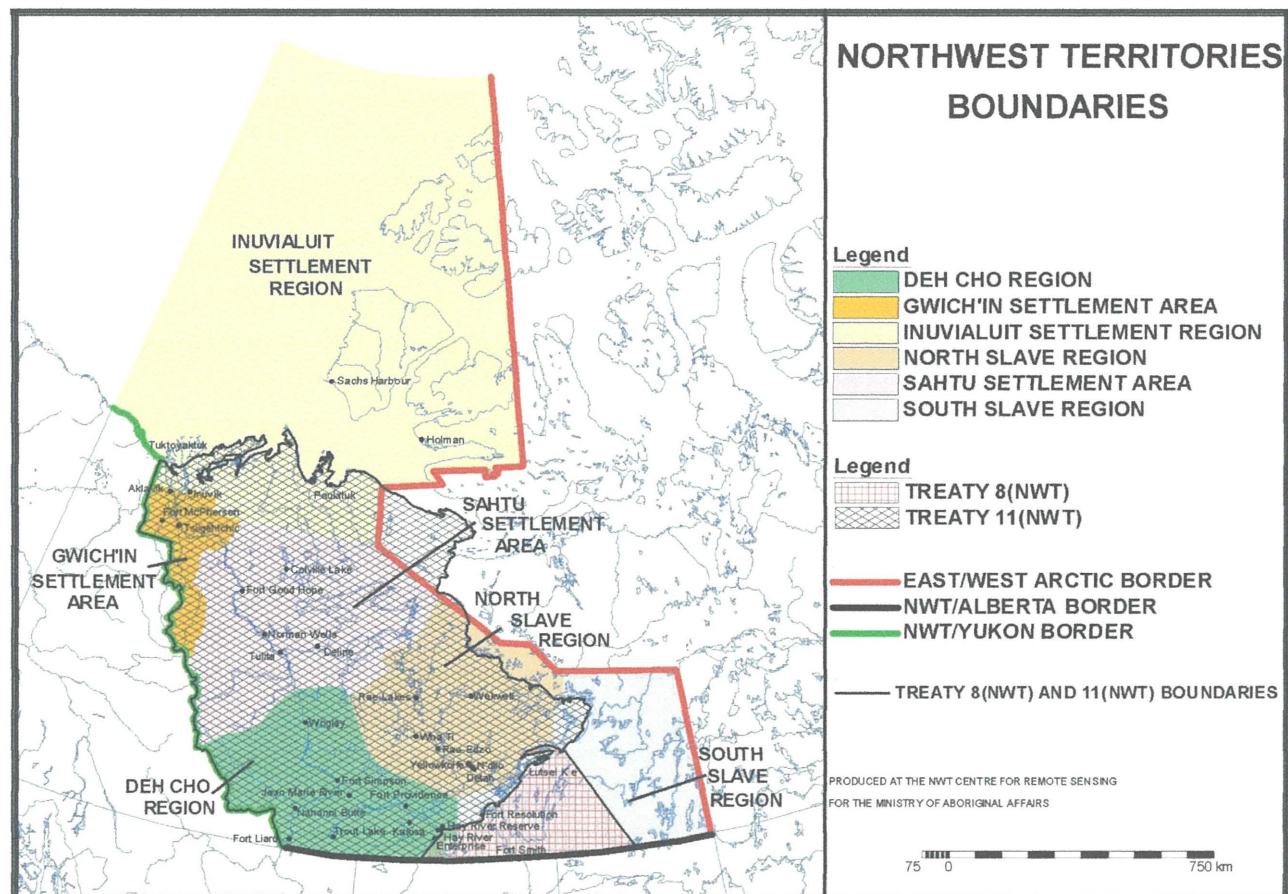 NORTHWEST TERRITORIES
BOUNDARIES
INUVIALUIT
SETTLEMENT
REGION
Sachs Harbour
Holman
Tuktoyaktuk
Aklavik
Inuvik
Paulatuk
Fort McPherson
Tsiigehtchic
SAHTU
SETTLEMENT
AREA
GWICH'IN
SETTLEMENT
AREA
Colville Lake
Fort Good Hope
NORTH
SLAVE
REGION
Norman Wells
Tulita
Deline
Rae Lakes
Wekweti
Wrigley
Wha Ti
Rae-Edzo
Yellowknife
N'dilo
Detah
Lutsel K'e
SOUTH
SLAVE
REGION
DEH CHO
REGION
Fort Simpson
Jean Marie River
Fort Providence
Nahanni Butte
Fort Resolution
Fort Liard
Trout Lake
Kakisa
Hay River Reserve
Hay River
Enterprise
Fort Smith
Legend
DEH CHO REGION
GWICH'IN SETTLEMENT AREA
INUVIALUIT SETTLEMENT REGION
NORTH SLAVE REGION
SAHTU SETTLEMENT AREA
SOUTH SLAVE REGION
Legend
TREATY 8(NWT)
TREATY 11(NWT)
EAST/WEST ARCTIC BORDER
NWT/ALBERTA BORDER
NWT/YUKON BORDER
TREATY 8(NWT) AND 11(NWT) BOUNDARIES
PRODUCED AT THE NWT CENTRE FOR REMOTE SENSING
FOR THE MINISTRY OF ABORIGINAL AFFAIRS
75 0 750 km